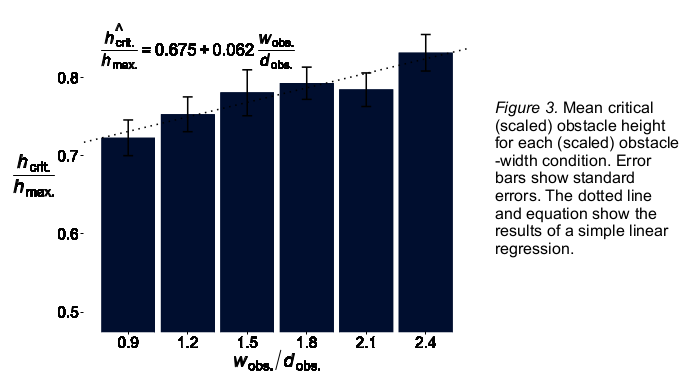 ĥcrit./hmax. = 0.675 + 0.062 wobs./dobs.
0.8
0.7
hcrit./hmax.
0.6
0.5
0.9 1.2 1.5 1.8 2.1 2.4
wobs./dobs.
Figure 3. Mean critical
(scaled) obstacle height
for each (scaled) obstacle
-width condition. Error
bars show standard
errors. The dotted line
and equation show the
results of a simple linear
regression.